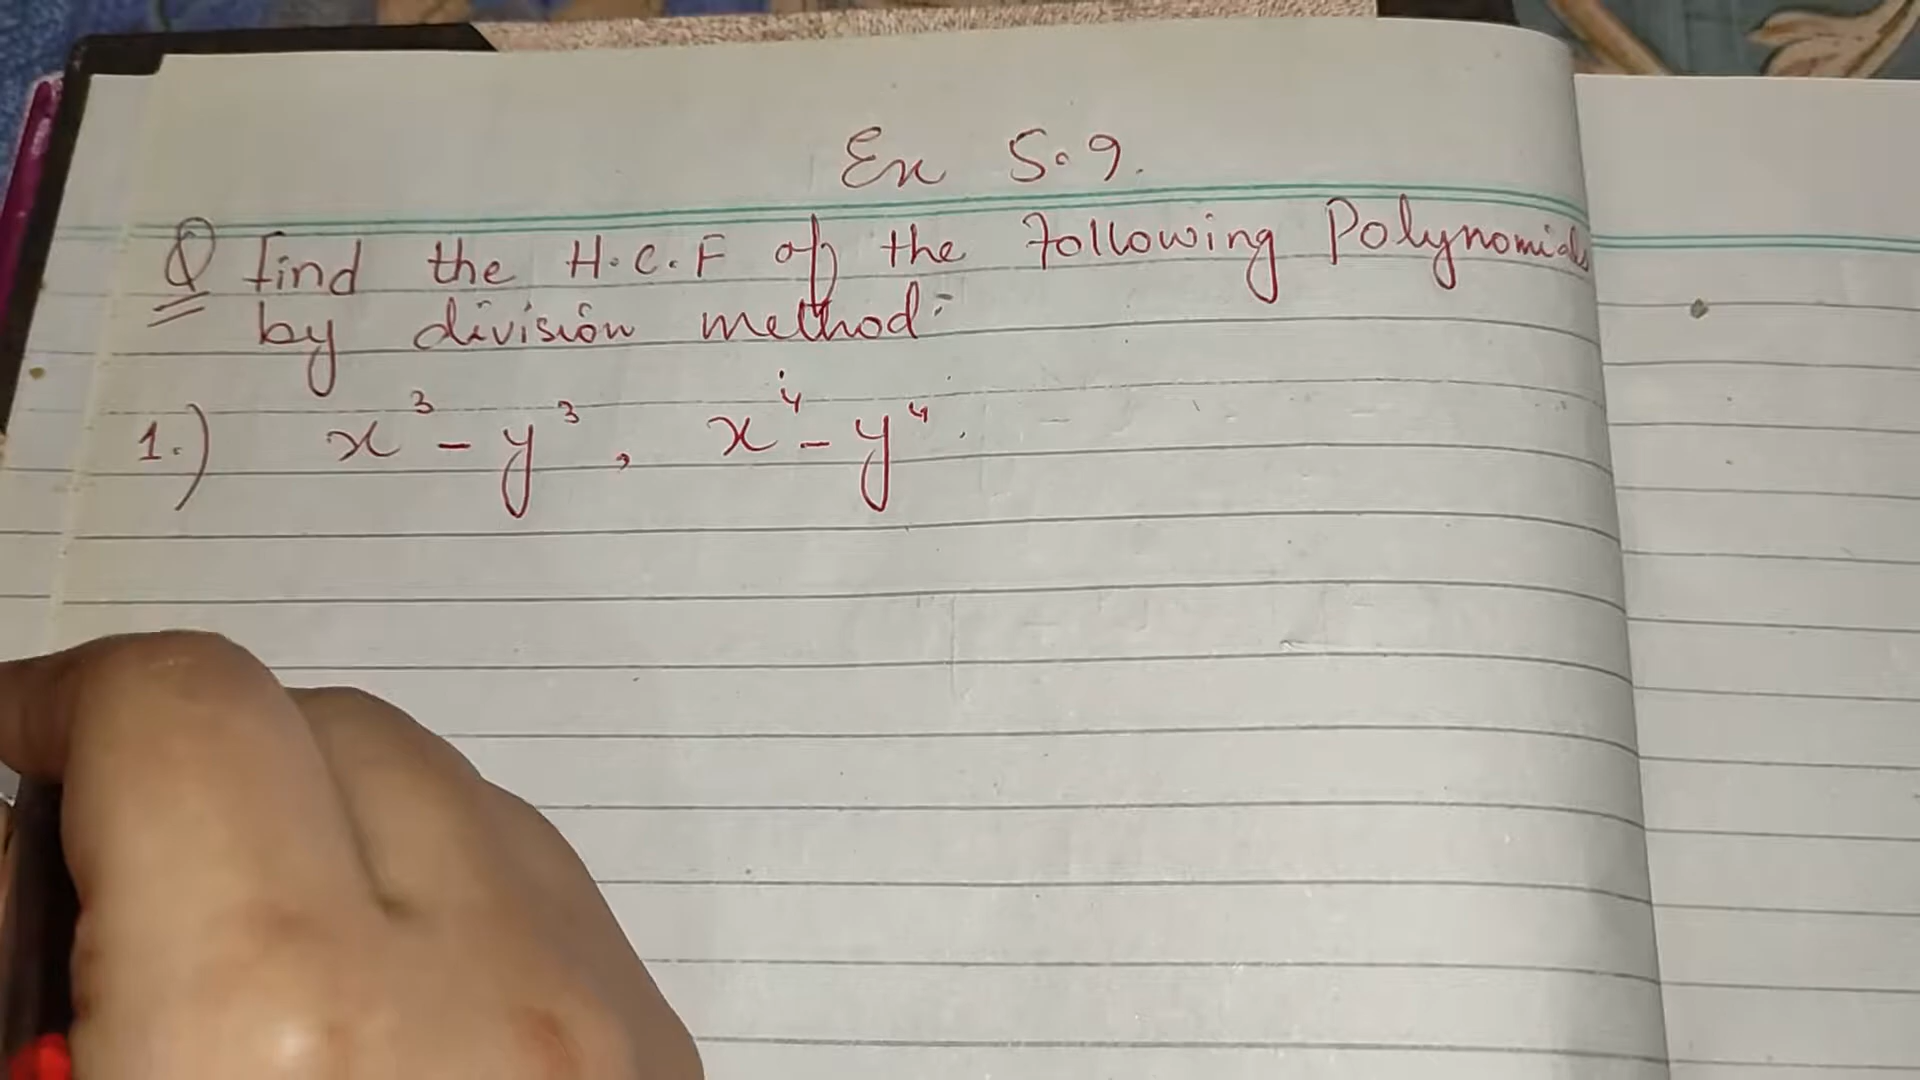 Ex 5.9.
Q find the H.C.F of the following Polynomials
by division method:
1.) x³ - y³, x⁴ - y⁴.